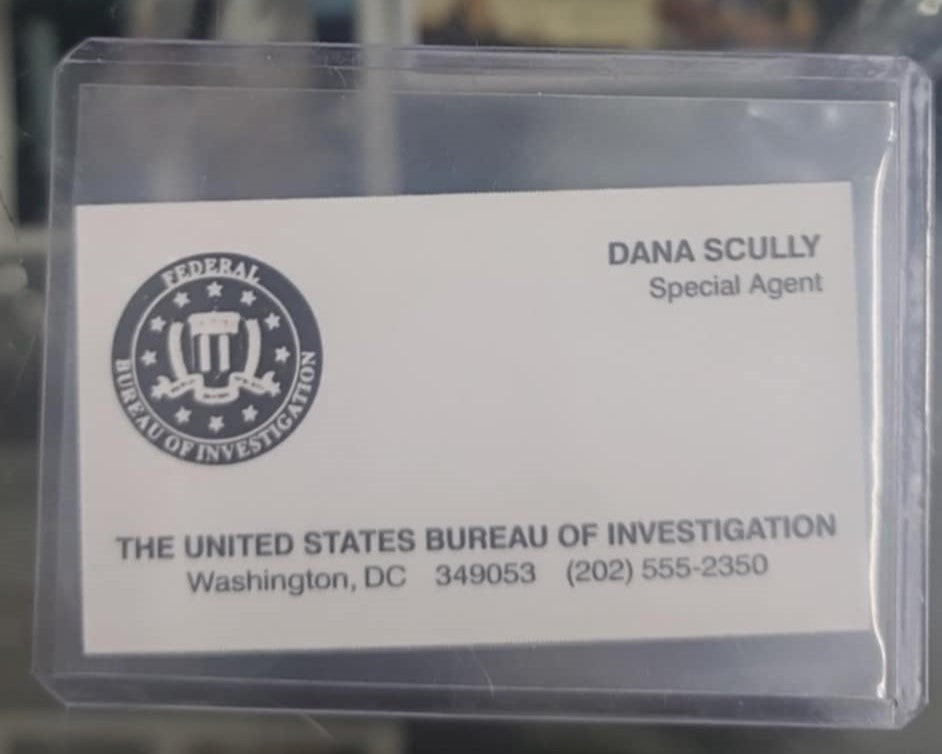 FEDERAL
BUREAU OF INVESTIGATION
DANA SCULLY
Special Agent
THE UNITED STATES BUREAU OF INVESTIGATION
Washington, DC 349053 (202) 555-2350